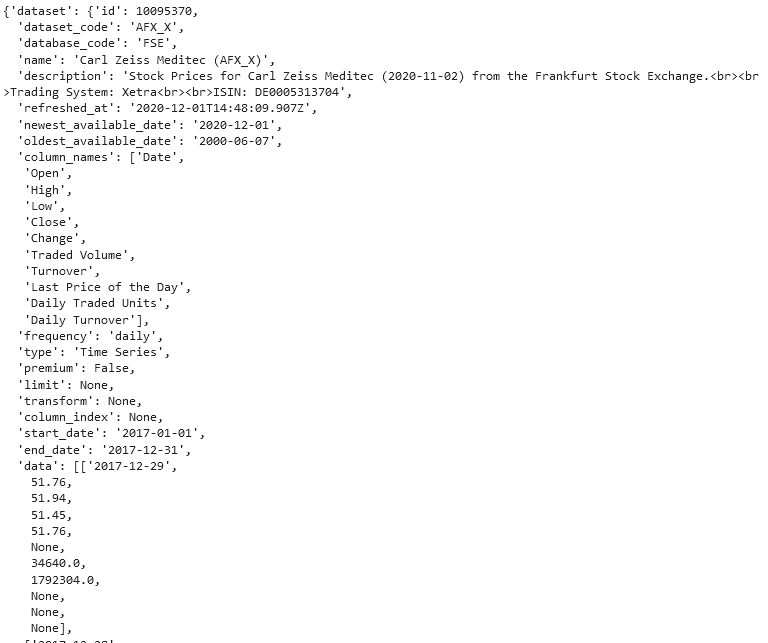 {'dataset': {'id': 10095370,
'dataset_code': 'AFX_X',
'database_code': 'FSE',
'name': 'Carl Zeiss Meditec (AFX_X)',
'description': 'Stock Prices for Carl Zeiss Meditec (2020-11-02) from the Frankfurt Stock Exchange.<br><br
>Trading System: Xetra<br><br>ISIN: DE0005313704',
'refreshed_at': '2020-12-01T14:48:09.907Z',
'newest_available_date': '2020-12-01',
'oldest_available_date': '2000-06-07',
'column_names': ['Date',
'Open',
'High',
'Low',
'Close',
'Change',
'Traded Volume',
'Turnover',
'Last Price of the Day',
'Daily Traded Units',
'Daily Turnover'],
'frequency': 'daily',
'type': 'Time Series',
'premium': False,
'limit': None,
'transform': None,
'column_index': None,
'start_date': '2017-01-01',
'end_date': '2017-12-31',
'data': [['2017-12-29',
51.76,
51.94,
51.45,
51.76,
None,
34640.0,
1792304.0,
None,
None,
None],